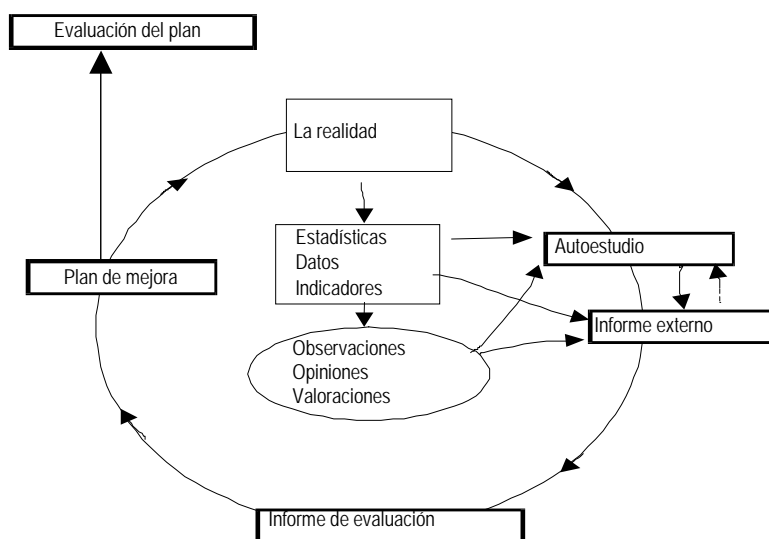 Evaluación del plan
La realidad
Estadísticas
Datos
Indicadores
Autoestudio
Plan de mejora
Informe externo
Observaciones
Opiniones
Valoraciones
Informe de evaluación